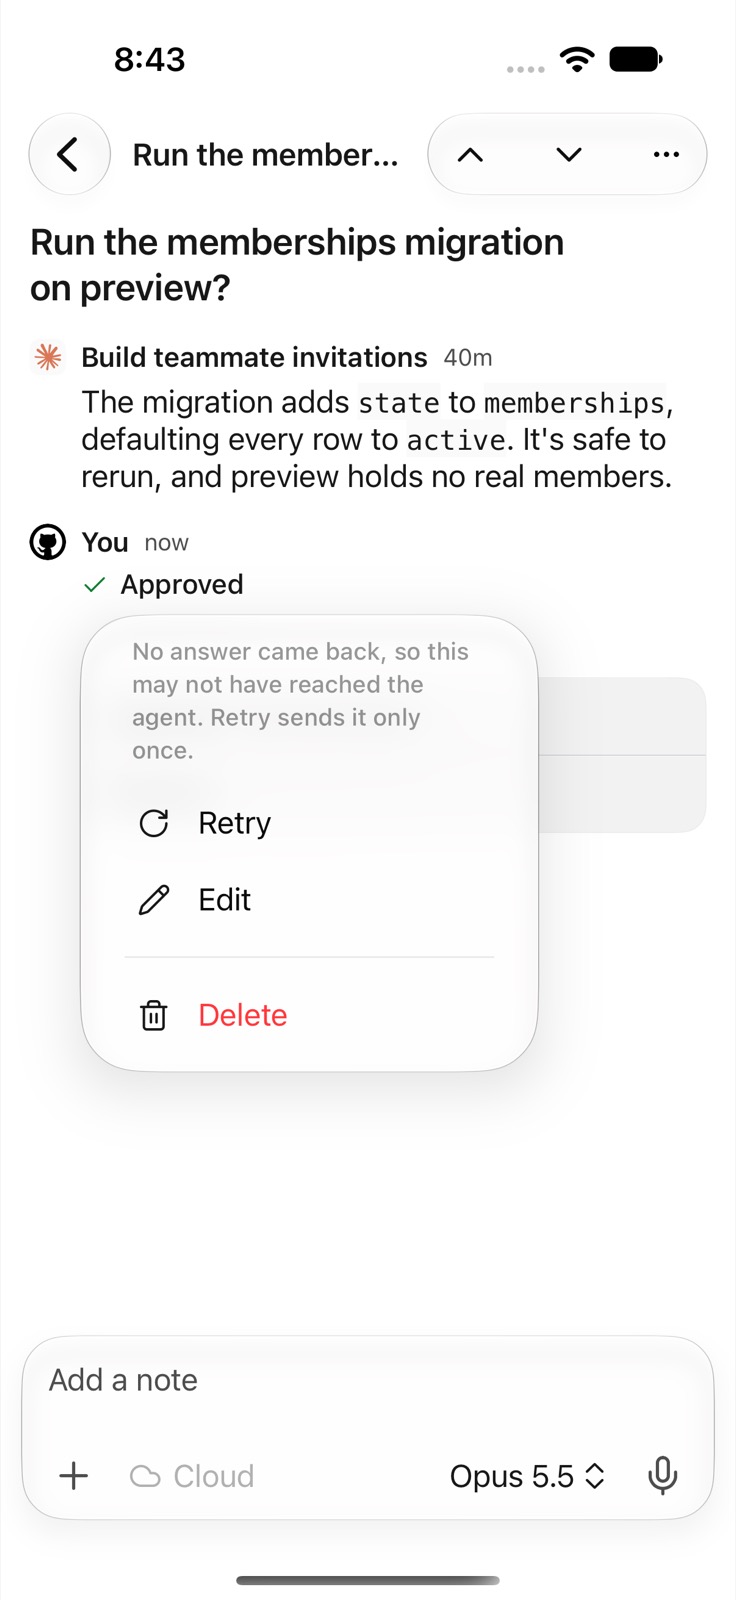 8:43
Run the member...
Run the memberships migration
on preview?
Build teammate invitations 40m
The migration adds state to memberships,
defaulting every row to active. It's safe to
rerun, and preview holds no real members.
You now
Approved
No answer came back, so this
may not have reached the
agent. Retry sends it only
once.
Retry
Edit
Delete
Add a note
Cloud
Opus 5.5